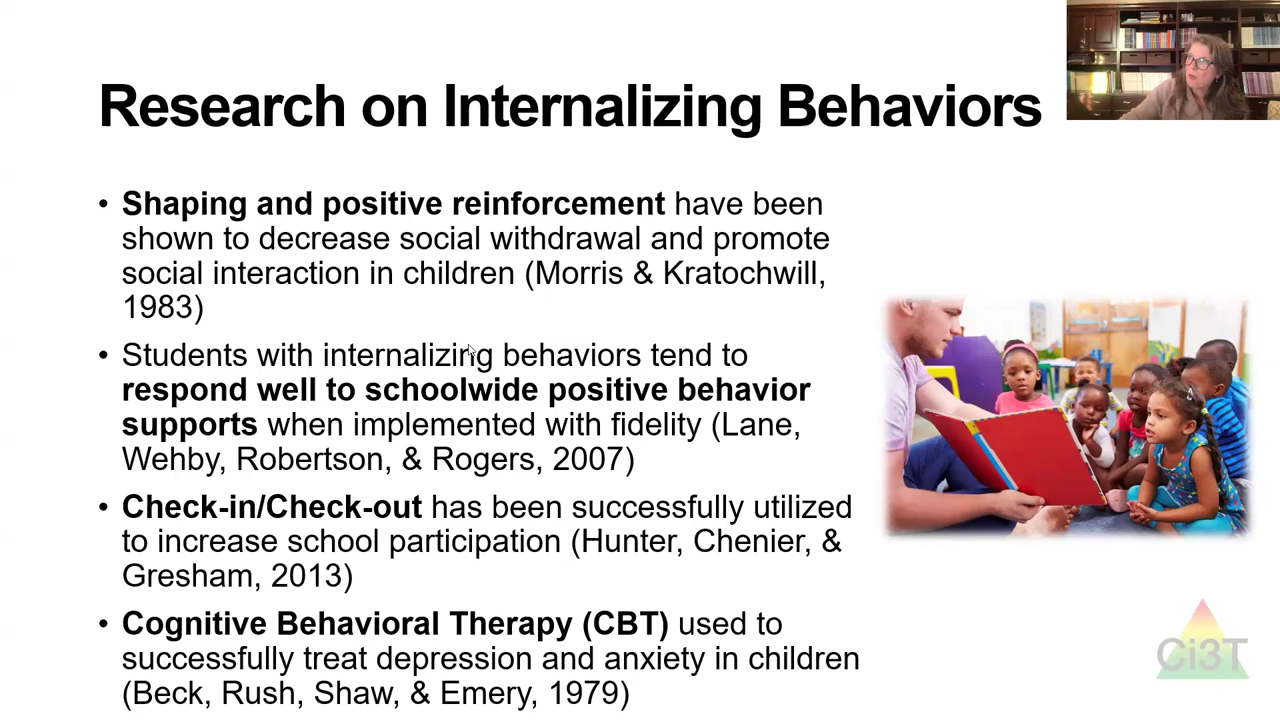 Research on Internalizing Behaviors
• Shaping and positive reinforcement have been
shown to decrease social withdrawal and promote
social interaction in children (Morris & Kratochwill,
1983)
• Students with internalizing behaviors tend to
respond well to schoolwide positive behavior
supports when implemented with fidelity (Lane,
Wehby, Robertson, & Rogers, 2007)
• Check-in/Check-out has been successfully utilized
to increase school participation (Hunter, Chenier, &
Gresham, 2013)
• Cognitive Behavioral Therapy (CBT) used to
successfully treat depression and anxiety in children
(Beck, Rush, Shaw, & Emery, 1979)
Ci3T